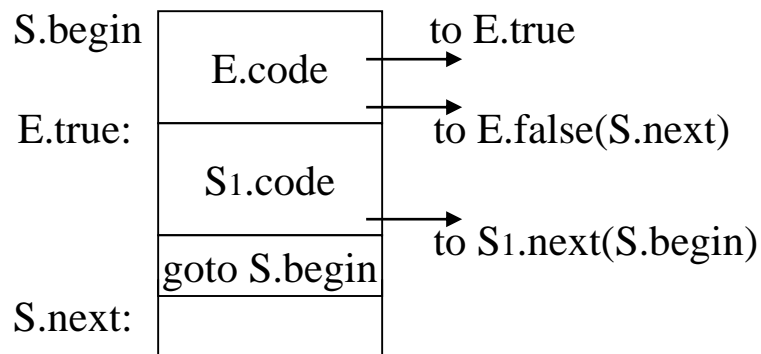 S.begin
to E.true
E.code
E.true:
to E.false(S.next)
S1.code
to S1.next(S.begin)
goto S.begin
S.next: